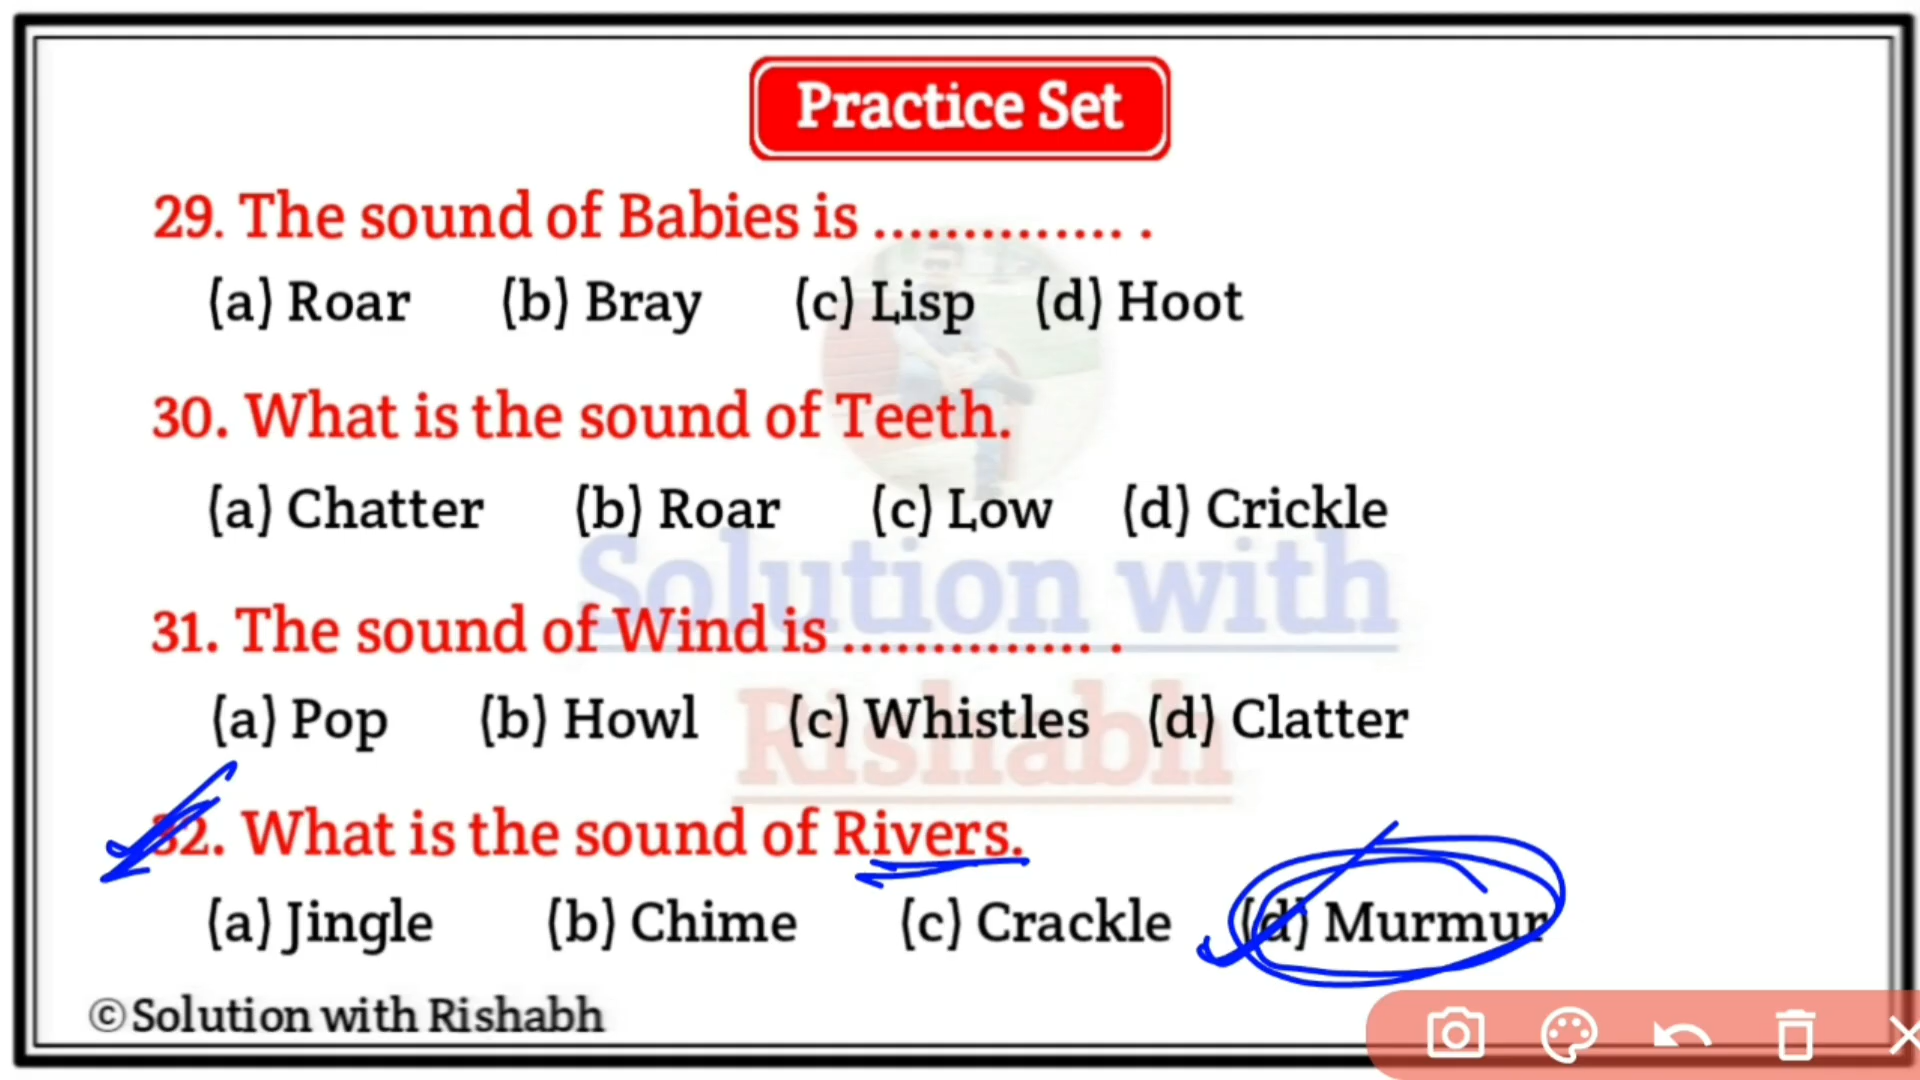 Practice Set
29. The sound of Babies is .............. .
(a) Roar (b) Bray (c) Lisp (d) Hoot
30. What is the sound of Teeth.
(a) Chatter (b) Roar (c) Low (d) Crickle
Solution with
31. The sound of Wind is .............. .
(a) Pop (b) Howl (c) Whistles (d) Clatter
Rishabh
32. What is the sound of Rivers.
(a) Jingle (b) Chime (c) Crackle (d) Murmur
© Solution with Rishabh